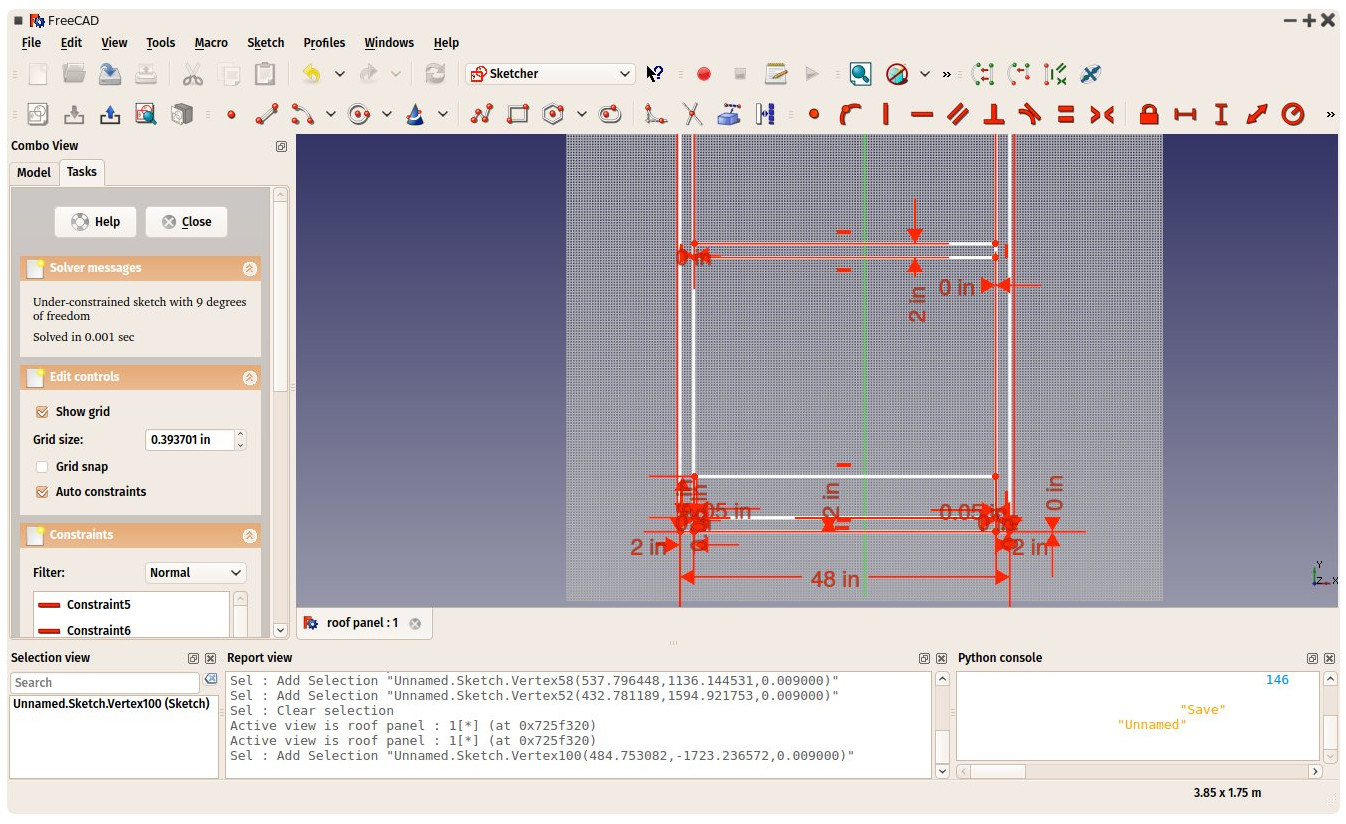 FreeCAD
File Edit View Tools Macro Sketch Profiles Windows Help
Sketcher
»
»
Combo View
Model Tasks
Help Close
Solver messages
Under-constrained sketch with 9 degrees
of freedom
Solved in 0.001 sec
Edit controls
Show grid
Grid size: 0.393701 in
Grid snap
Auto constraints
Constraints
Filter: Normal
Constraint5
Constraint6
0 in
2 in
0 in
2 in
0 in
2 in
2 in
48 in
Y
Z X
roof panel : 1
Selection view
Search
Unnamed.Sketch.Vertex100 (Sketch)
Report view
Sel : Add Selection "Unnamed.Sketch.Vertex58(537.796448,1136.144531,0.009000)"
Sel : Add Selection "Unnamed.Sketch.Vertex52(432.781189,1594.921753,0.009000)"
Sel : Clear selection
Active view is roof panel : 1[*] (at 0x725f320)
Active view is roof panel : 1[*] (at 0x725f320)
Sel : Add Selection "Unnamed.Sketch.Vertex100(484.753082,-1723.236572,0.009000)"
Python console
146
"Save"
"Unnamed"
3.85 x 1.75 m